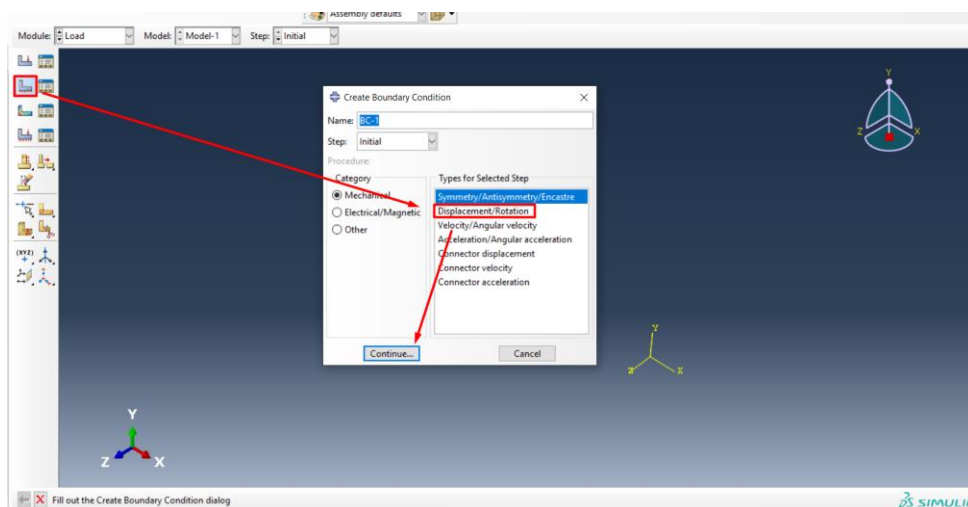 Assembly defaults
Module: Load Model: Model-1 Step: Initial
Create Boundary Condition
Name: BC-1
Step: Initial
Procedure:
Category
Mechanical
Electrical/Magnetic
Other
Types for Selected Step
Symmetry/Antisymmetry/Encastre
Displacement/Rotation
Velocity/Angular velocity
Acceleration/Angular acceleration
Connector displacement
Connector velocity
Connector acceleration
Continue... Cancel
Y
Z X
Y
Z X
(XYZ)
Y
Z X
Fill out the Create Boundary Condition dialog
SIMULI